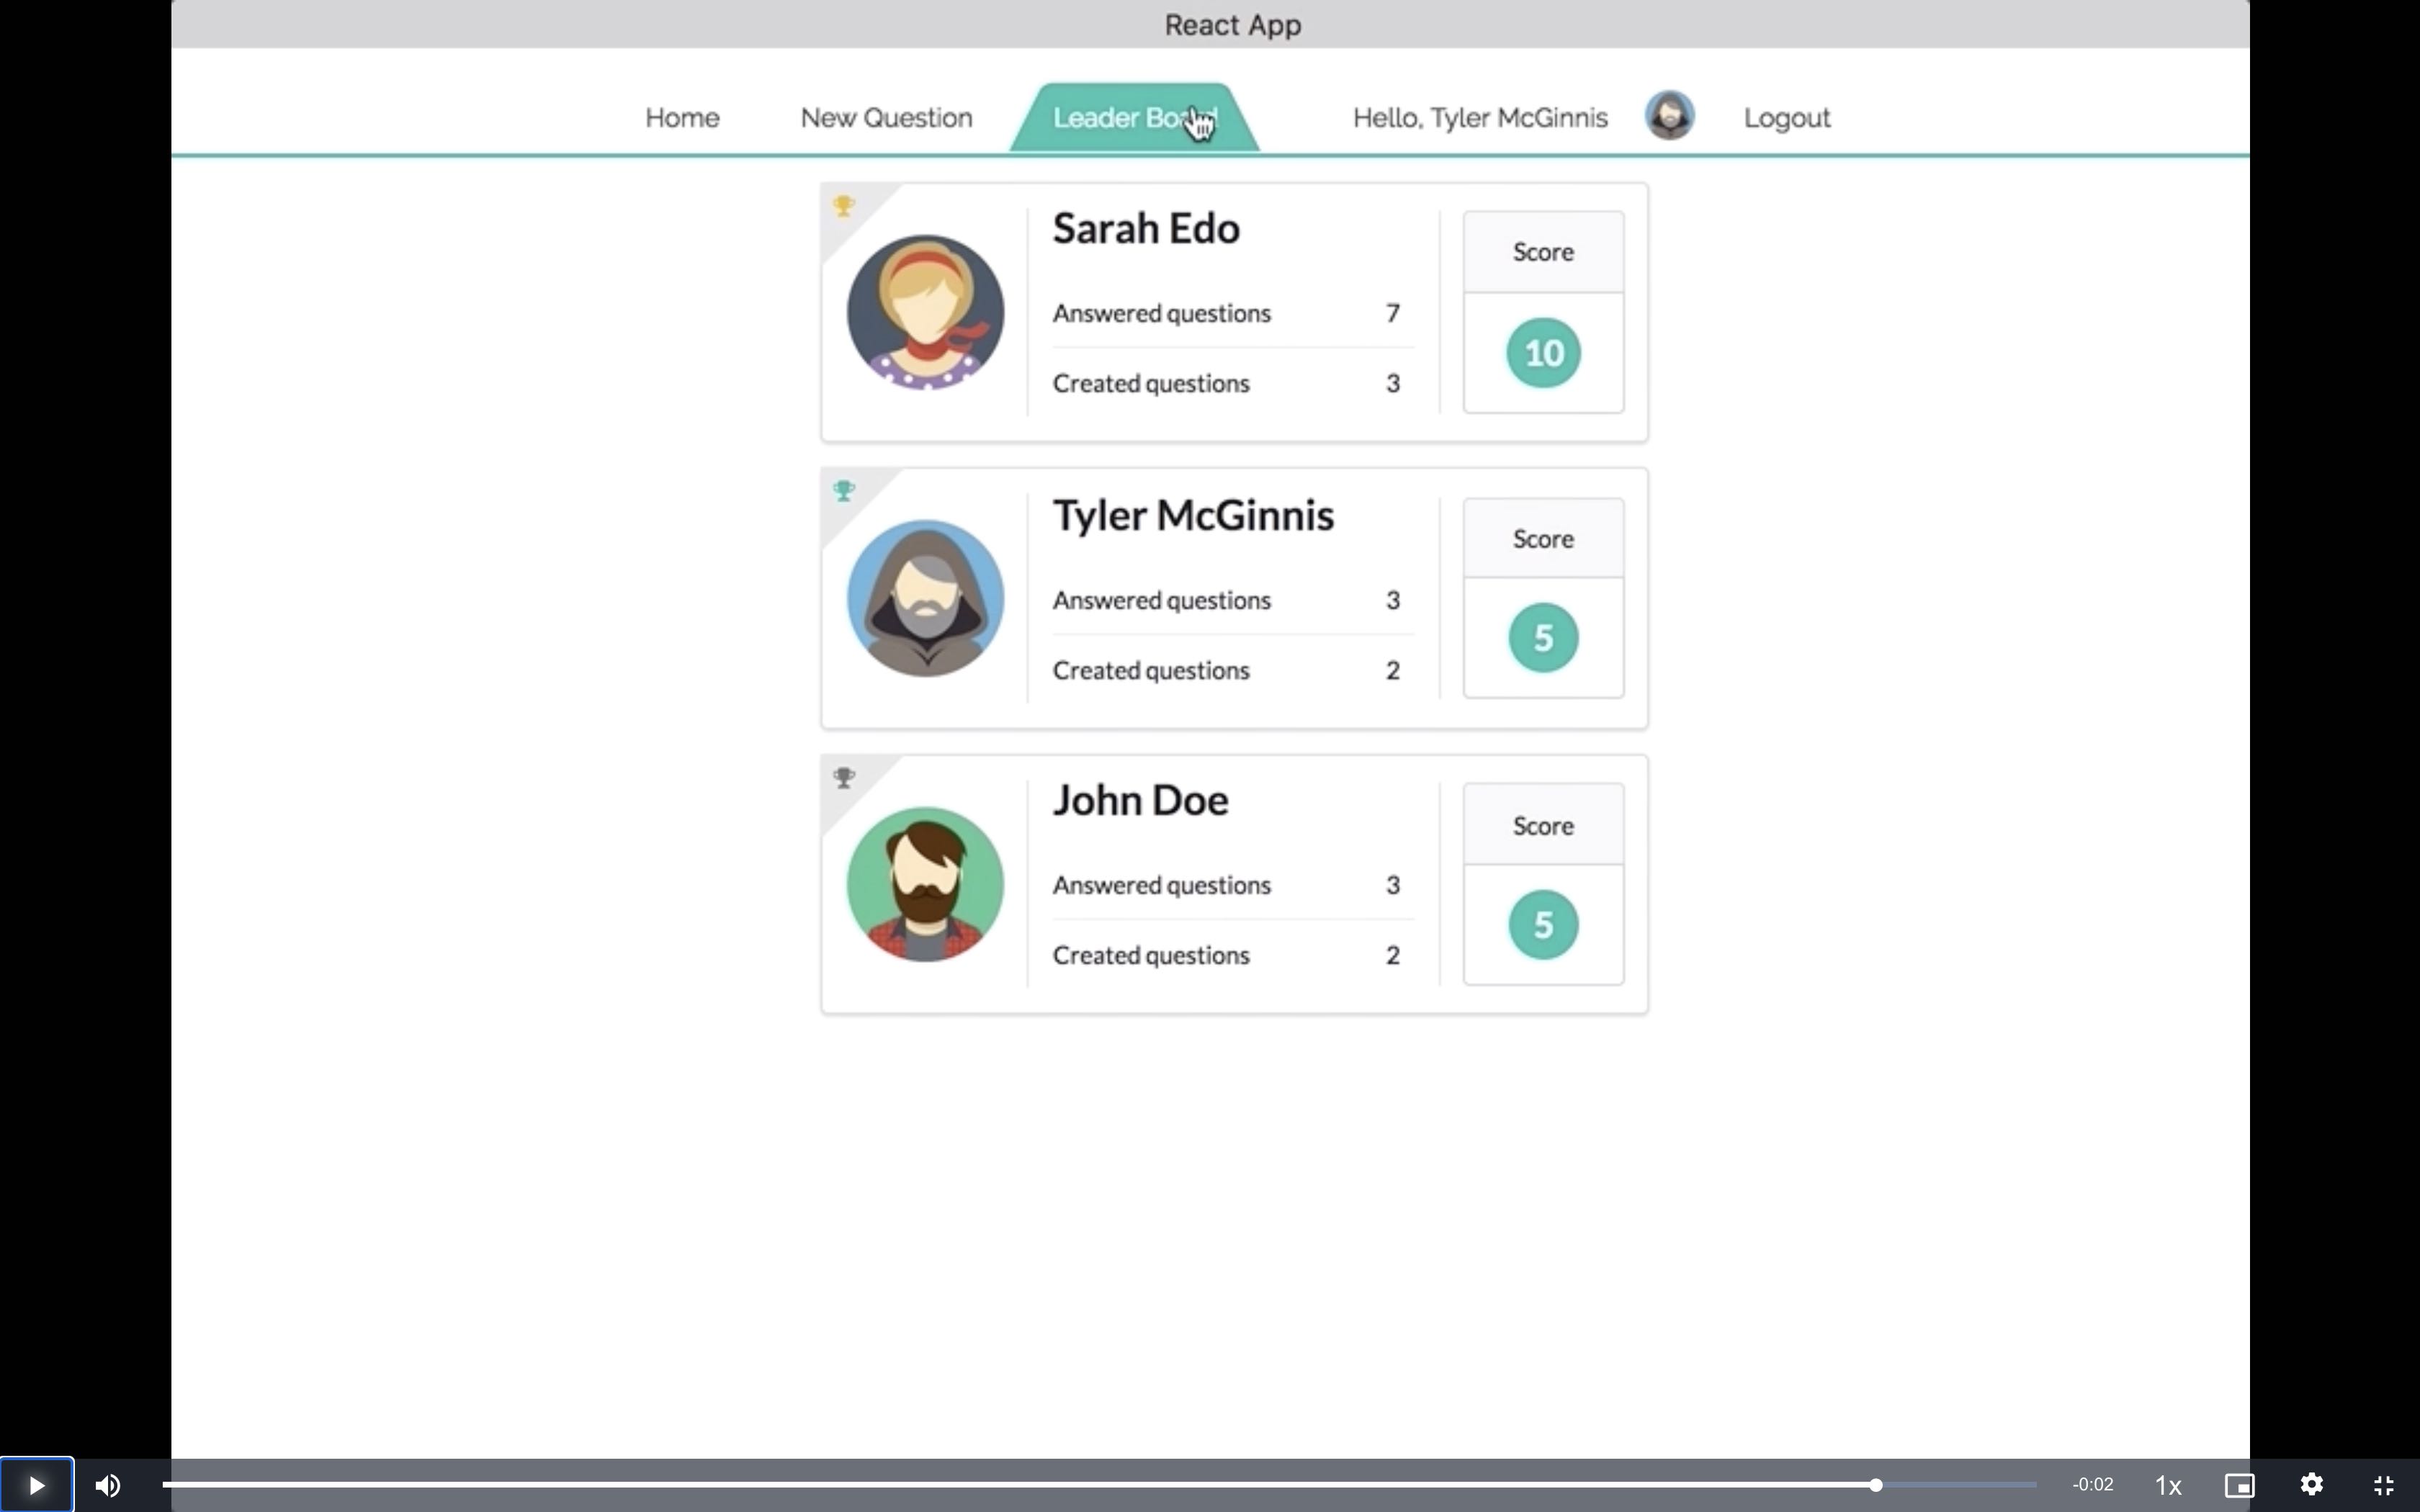 React App
Home New Question Leader Board Hello, Tyler McGinnis Logout
Sarah Edo
Answered questions 7
Created questions 3
Score
10
Tyler McGinnis
Answered questions 3
Created questions 2
Score
5
John Doe
Answered questions 3
Created questions 2
Score
5
-0:02 1x